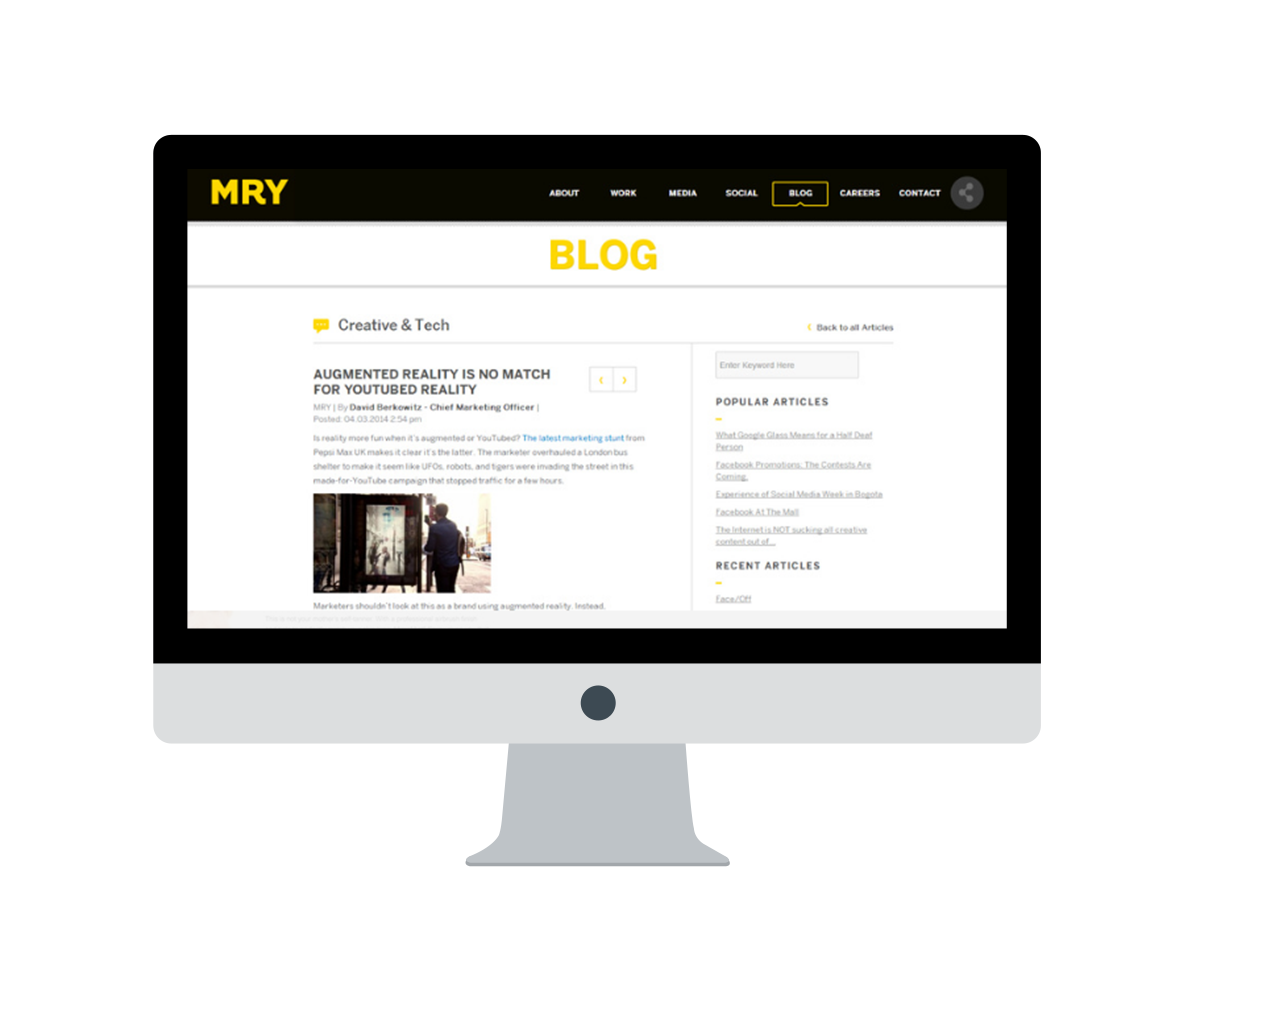 MRY
ABOUT WORK MEDIA SOCIAL BLOG CAREERS CONTACT
BLOG
Creative & Tech
‹ Back to all Articles
AUGMENTED REALITY IS NO MATCH
FOR YOUTUBED REALITY
‹ ›
MRY | By David Berkowitz - Chief Marketing Officer |
Posted: 04.03.2014 2:54 pm
Is reality more fun when it's augmented or YouTubed? The latest marketing stunt from
Pepsi Max UK makes it clear it's the latter. The marketer overhauled a London bus
shelter to make it seem like UFOs, robots, and tigers were invading the street in this
made-for-YouTube campaign that stopped traffic for a few hours.
Marketers shouldn't look at this as a brand using augmented reality. Instead,
Enter Keyword Here
POPULAR ARTICLES
What Google Glass Means for a Half Deaf
Person
Facebook Promotions: The Contests Are
Coming.
Experience of Social Media Week in Bogota
Facebook At The Mall
The Internet is NOT sucking all creative
content out of...
RECENT ARTICLES
Face/Off